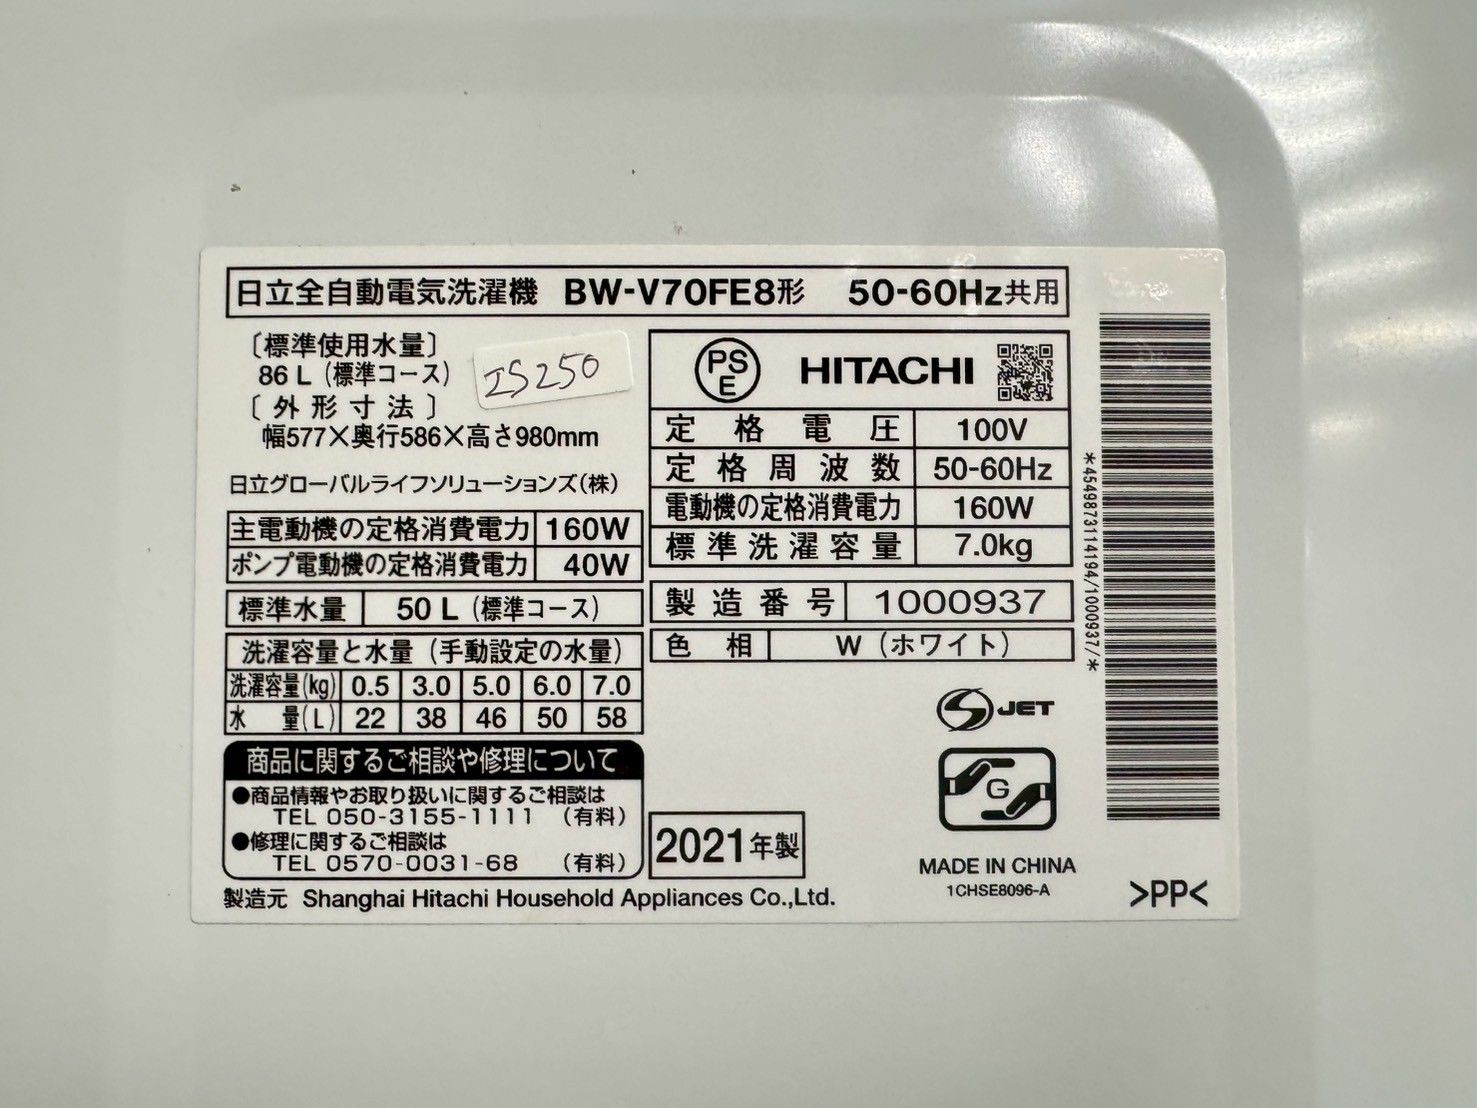 日立全自動電気洗濯機 BW-V70FE8形 50-60Hz共用
〔標準使用水量〕
86 L (標準コース)
IS250
〔外形寸法〕
幅577×奥行586×高さ980mm
日立グローバルライフソリューションズ(株)
主電動機の定格消費電力 160W
ポンプ電動機の定格消費電力 40W
標準水量 50 L (標準コース)
洗濯容量と水量 (手動設定の水量)
洗濯容量(kg) 0.5 3.0 5.0 6.0 7.0
水量(L) 22 38 46 50 58
商品に関するご相談や修理について
●商品情報やお取り扱いに関するご相談は
TEL 050-3155-1111 (有料)
●修理に関するご相談は
TEL 0570-0031-68 (有料)
製造元 Shanghai Hitachi Household Appliances Co.,Ltd.
PSE HITACHI
定格電圧 100V
定格周波数 50-60Hz
電動機の定格消費電力 160W
標準洗濯容量 7.0kg
製造番号 1000937
色相 W (ホワイト)
S JET
G
2021年製
MADE IN CHINA
1CHSE8096-A
*4549873114194/1000937/*
>PP<